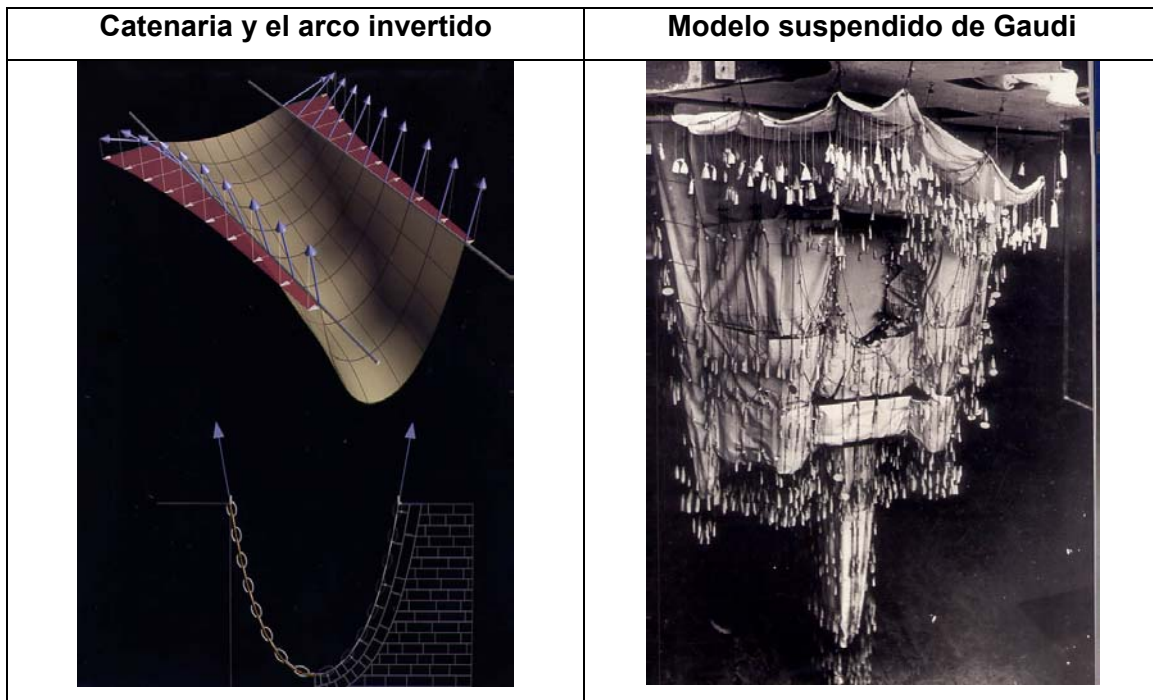 Catenaria y el arco invertido
Modelo suspendido de Gaudi